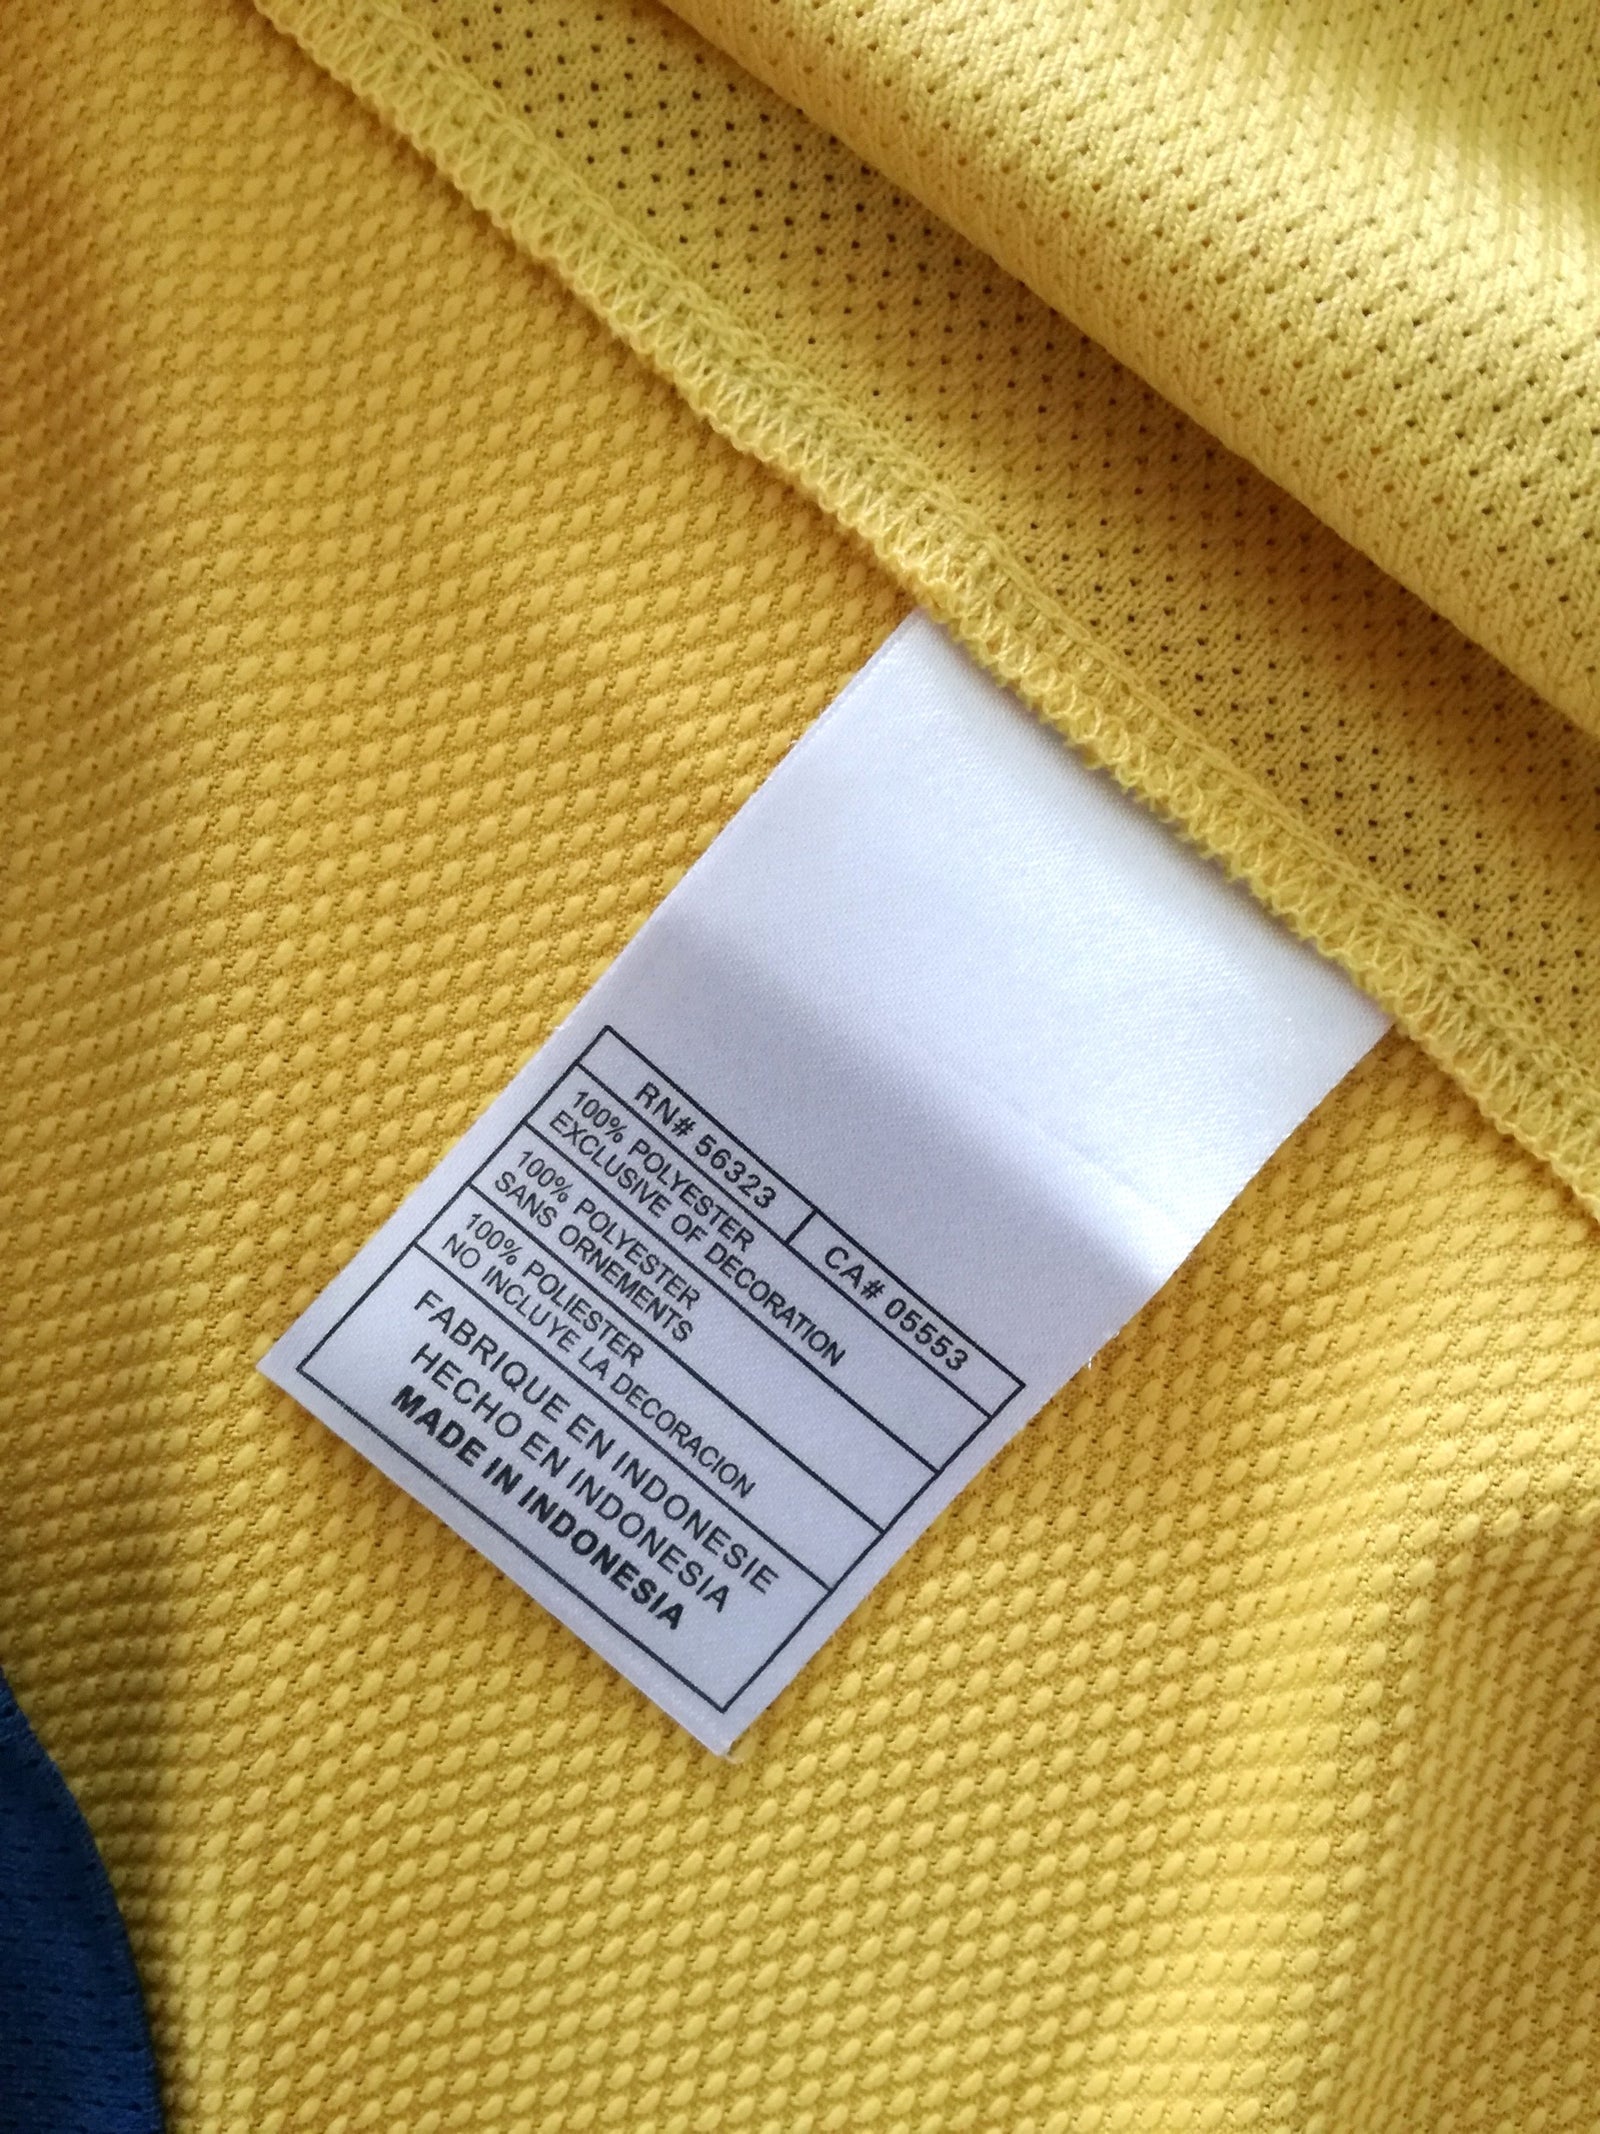 RN# 56323 CA# 05553
100% POLYESTER
EXCLUSIVE OF DECORATION
100% POLYESTER
SANS ORNEMENTS
100% POLIESTER
NO INCLUYE LA DECORACION
FABRIQUE EN INDONESIE
HECHO EN INDONESIA
MADE IN INDONESIA